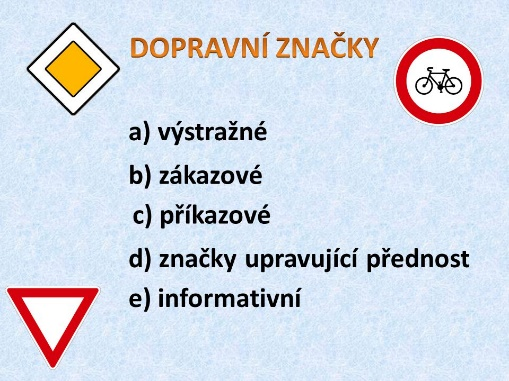 DOPRAVNÍ ZNAČKY
a) výstražné
b) zákazové
c) příkazové
d) značky upravující přednost
e) informativní